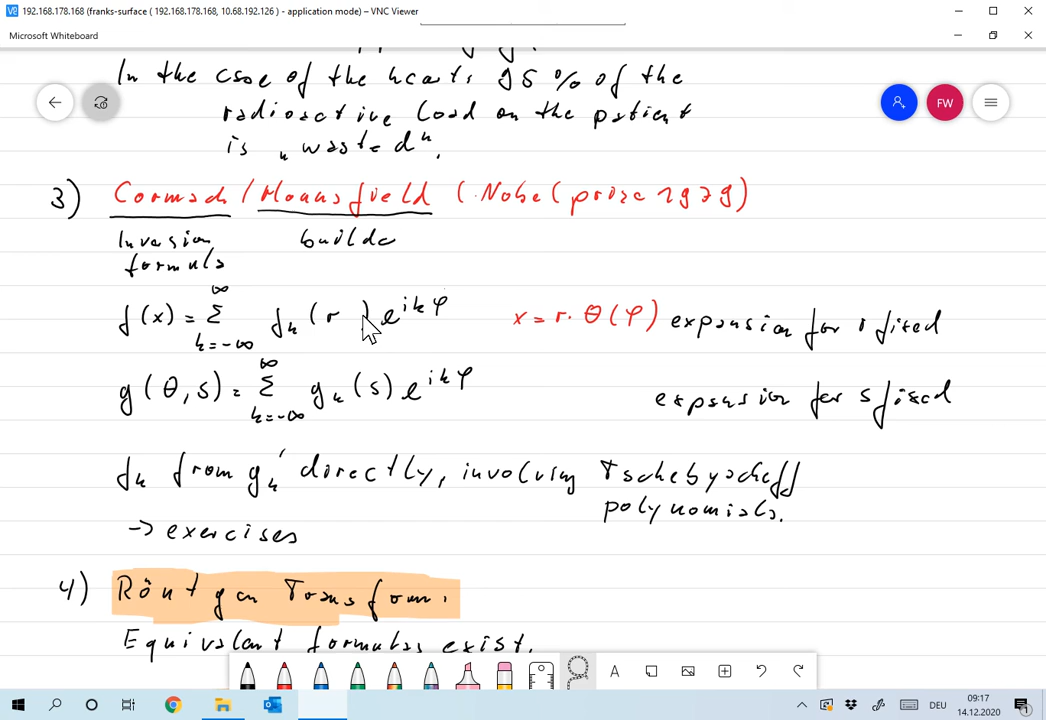 192.168.178.168 (franks-surface ( 192.168.178.168, 10.68.192.126 ) - application mode) - VNC Viewer
Microsoft Whiteboard
In the case of the heart: 95 % of the
radioactive load on the patient
is „wasted".
FW
3) Cormack / Hounsfield (Nobel prize 1979)
Inversion builde
formula
f(x) = Σ_{k=-∞}^{∞} f_k(r) e^{ikφ} x = r·θ(φ) expansion for r fixed
g(θ,s) = Σ_{k=-∞}^{∞} g_k(s) e^{ikφ} expansion for s fixed
f_k from g_k' directly, involving Tschebyscheff
polynomials.
→ exercises
4) Röntgen Transform:
Equivalent formulas exist.
A
DEU
09:17
14.12.2020
1